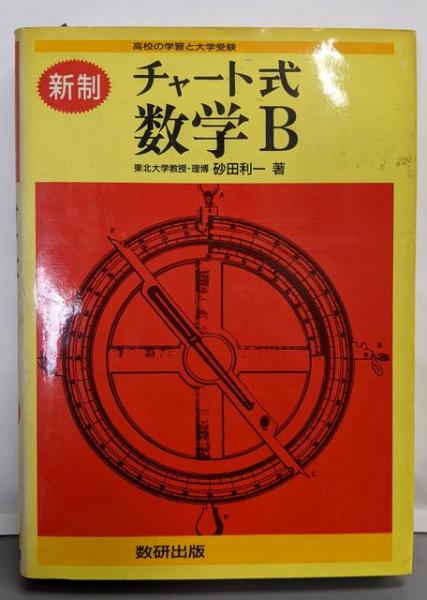 高校の学習と大学受験
新制
チャート式
数学B
東北大学教授・理博 砂田利一 著
A
F
E
B
C
D
数研出版